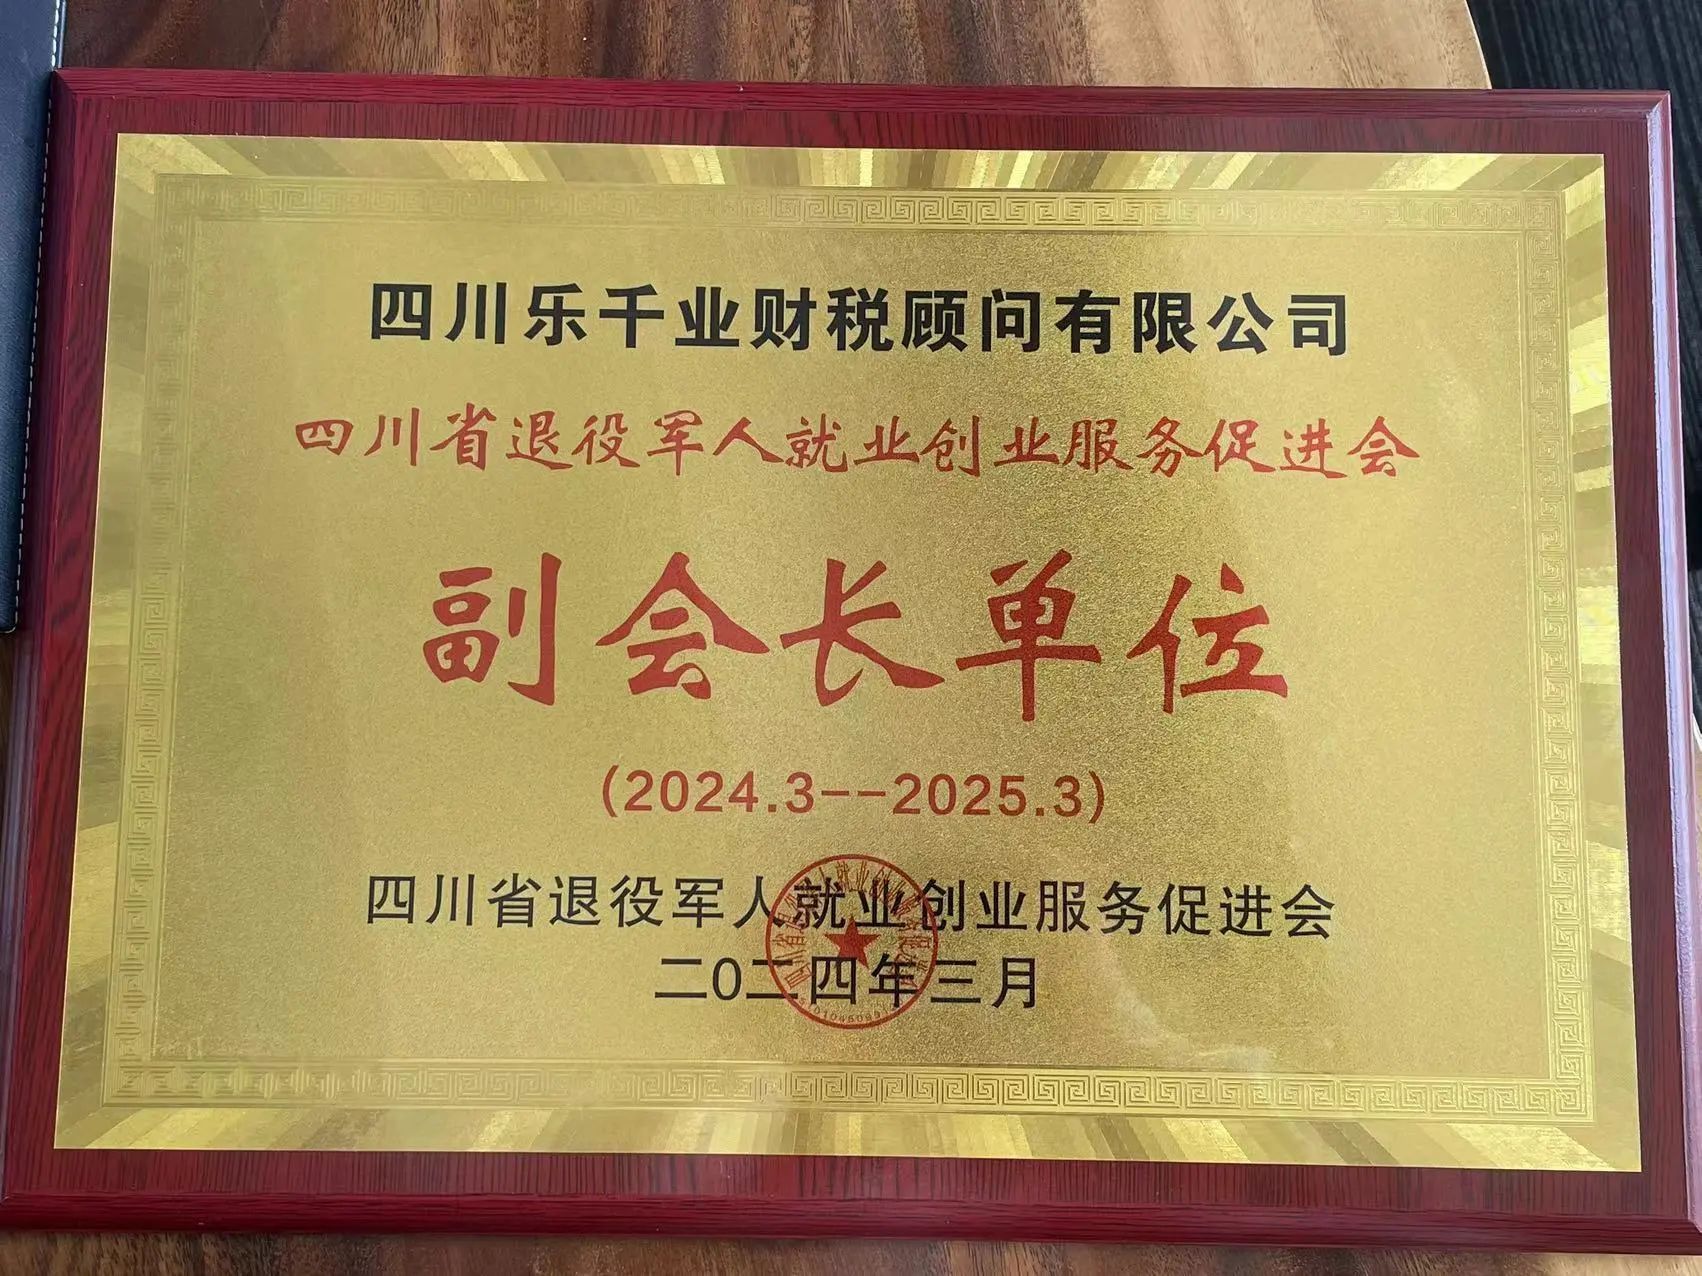 四川乐千业财税顾问有限公司
四川省退役军人就业创业服务促进会
副会长单位
(2024.3--2025.3)
四川省退役军人就业创业服务促进会
二0二四年三月